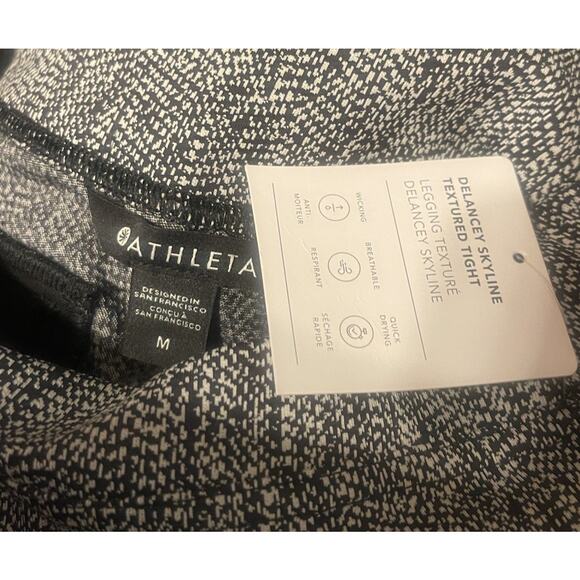 ATHLETA
DESIGNED IN
SAN FRANCISCO
CONÇU À
SAN FRANCISCO
M
DELANCEY SKYLINE
TEXTURED TIGHT
LEGGING TEXTURÉ
DELANCEY SKYLINE
WICKING
ANTI-
MOITEUR
BREATHABLE
RESPIRANT
QUICK
DRYING
SÉCHAGE
RAPIDE